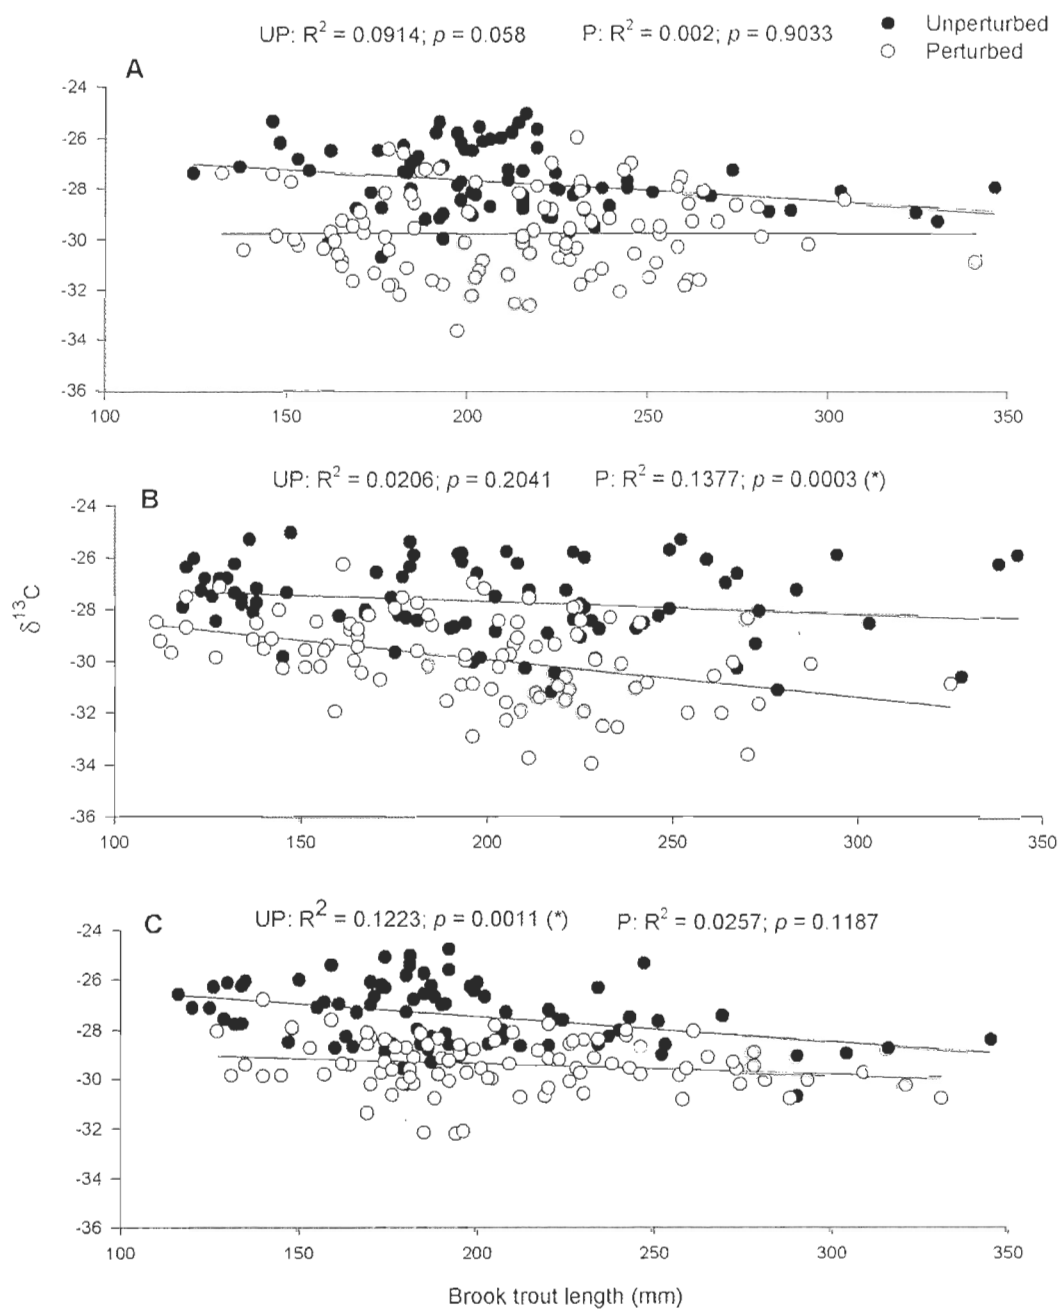 UP: R2 = 0.0914; p = 0.058 P: R2 = 0.002; p = 0.9033
Unperturbed
Perturbed
A
-24
-26
-28
-30
-32
-34
-36
100 150 200 250 300 350
UP: R2 = 0.0206; p = 0.2041 P: R2 = 0.1377; p = 0.0003 (*)
B
-24
-26
-28
-30
-32
-34
-36
δ13C
100 150 200 250 300 350
UP: R2 = 0.1223; p = 0.0011 (*) P: R2 = 0.0257; p = 0.1187
C
-24
-26
-28
-30
-32
-34
-36
100 150 200 250 300 350
Brook trout length (mm)